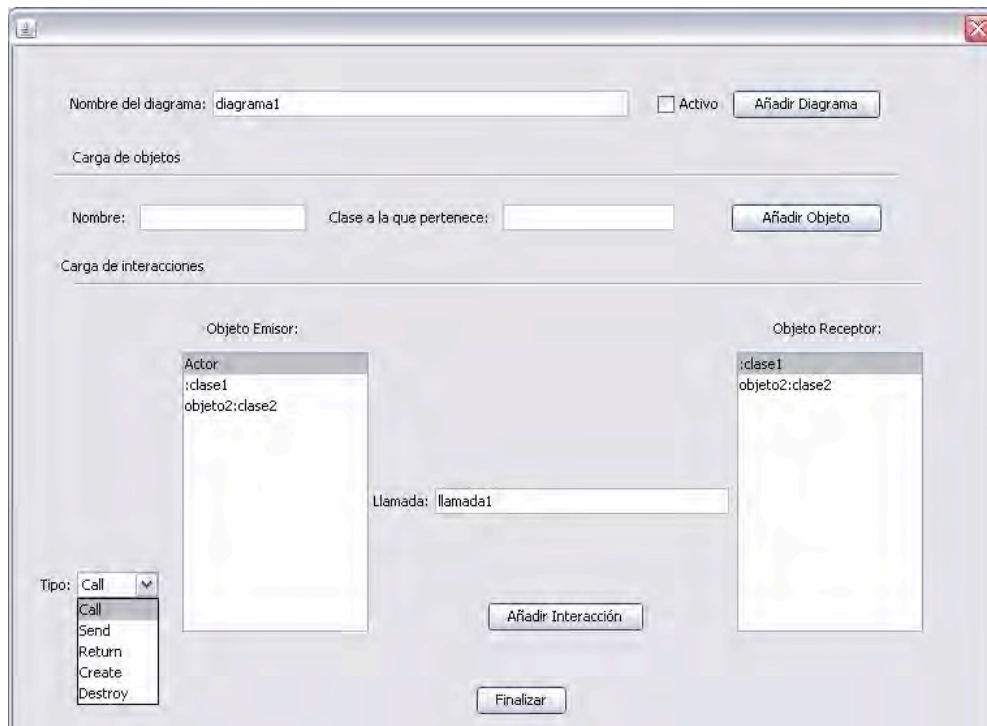 Nombre del diagrama: diagrama1 Activo Añadir Diagrama
Carga de objetos
Nombre: Clase a la que pertenece: Añadir Objeto
Carga de interacciones
Objeto Emisor: Objeto Receptor:
Actor :clase1
:clase1 objeto2:clase2
objeto2:clase2
Llamada: llamada1
Tipo: Call
Call
Send
Return
Create
Destroy
Añadir Interacción
Finalizar